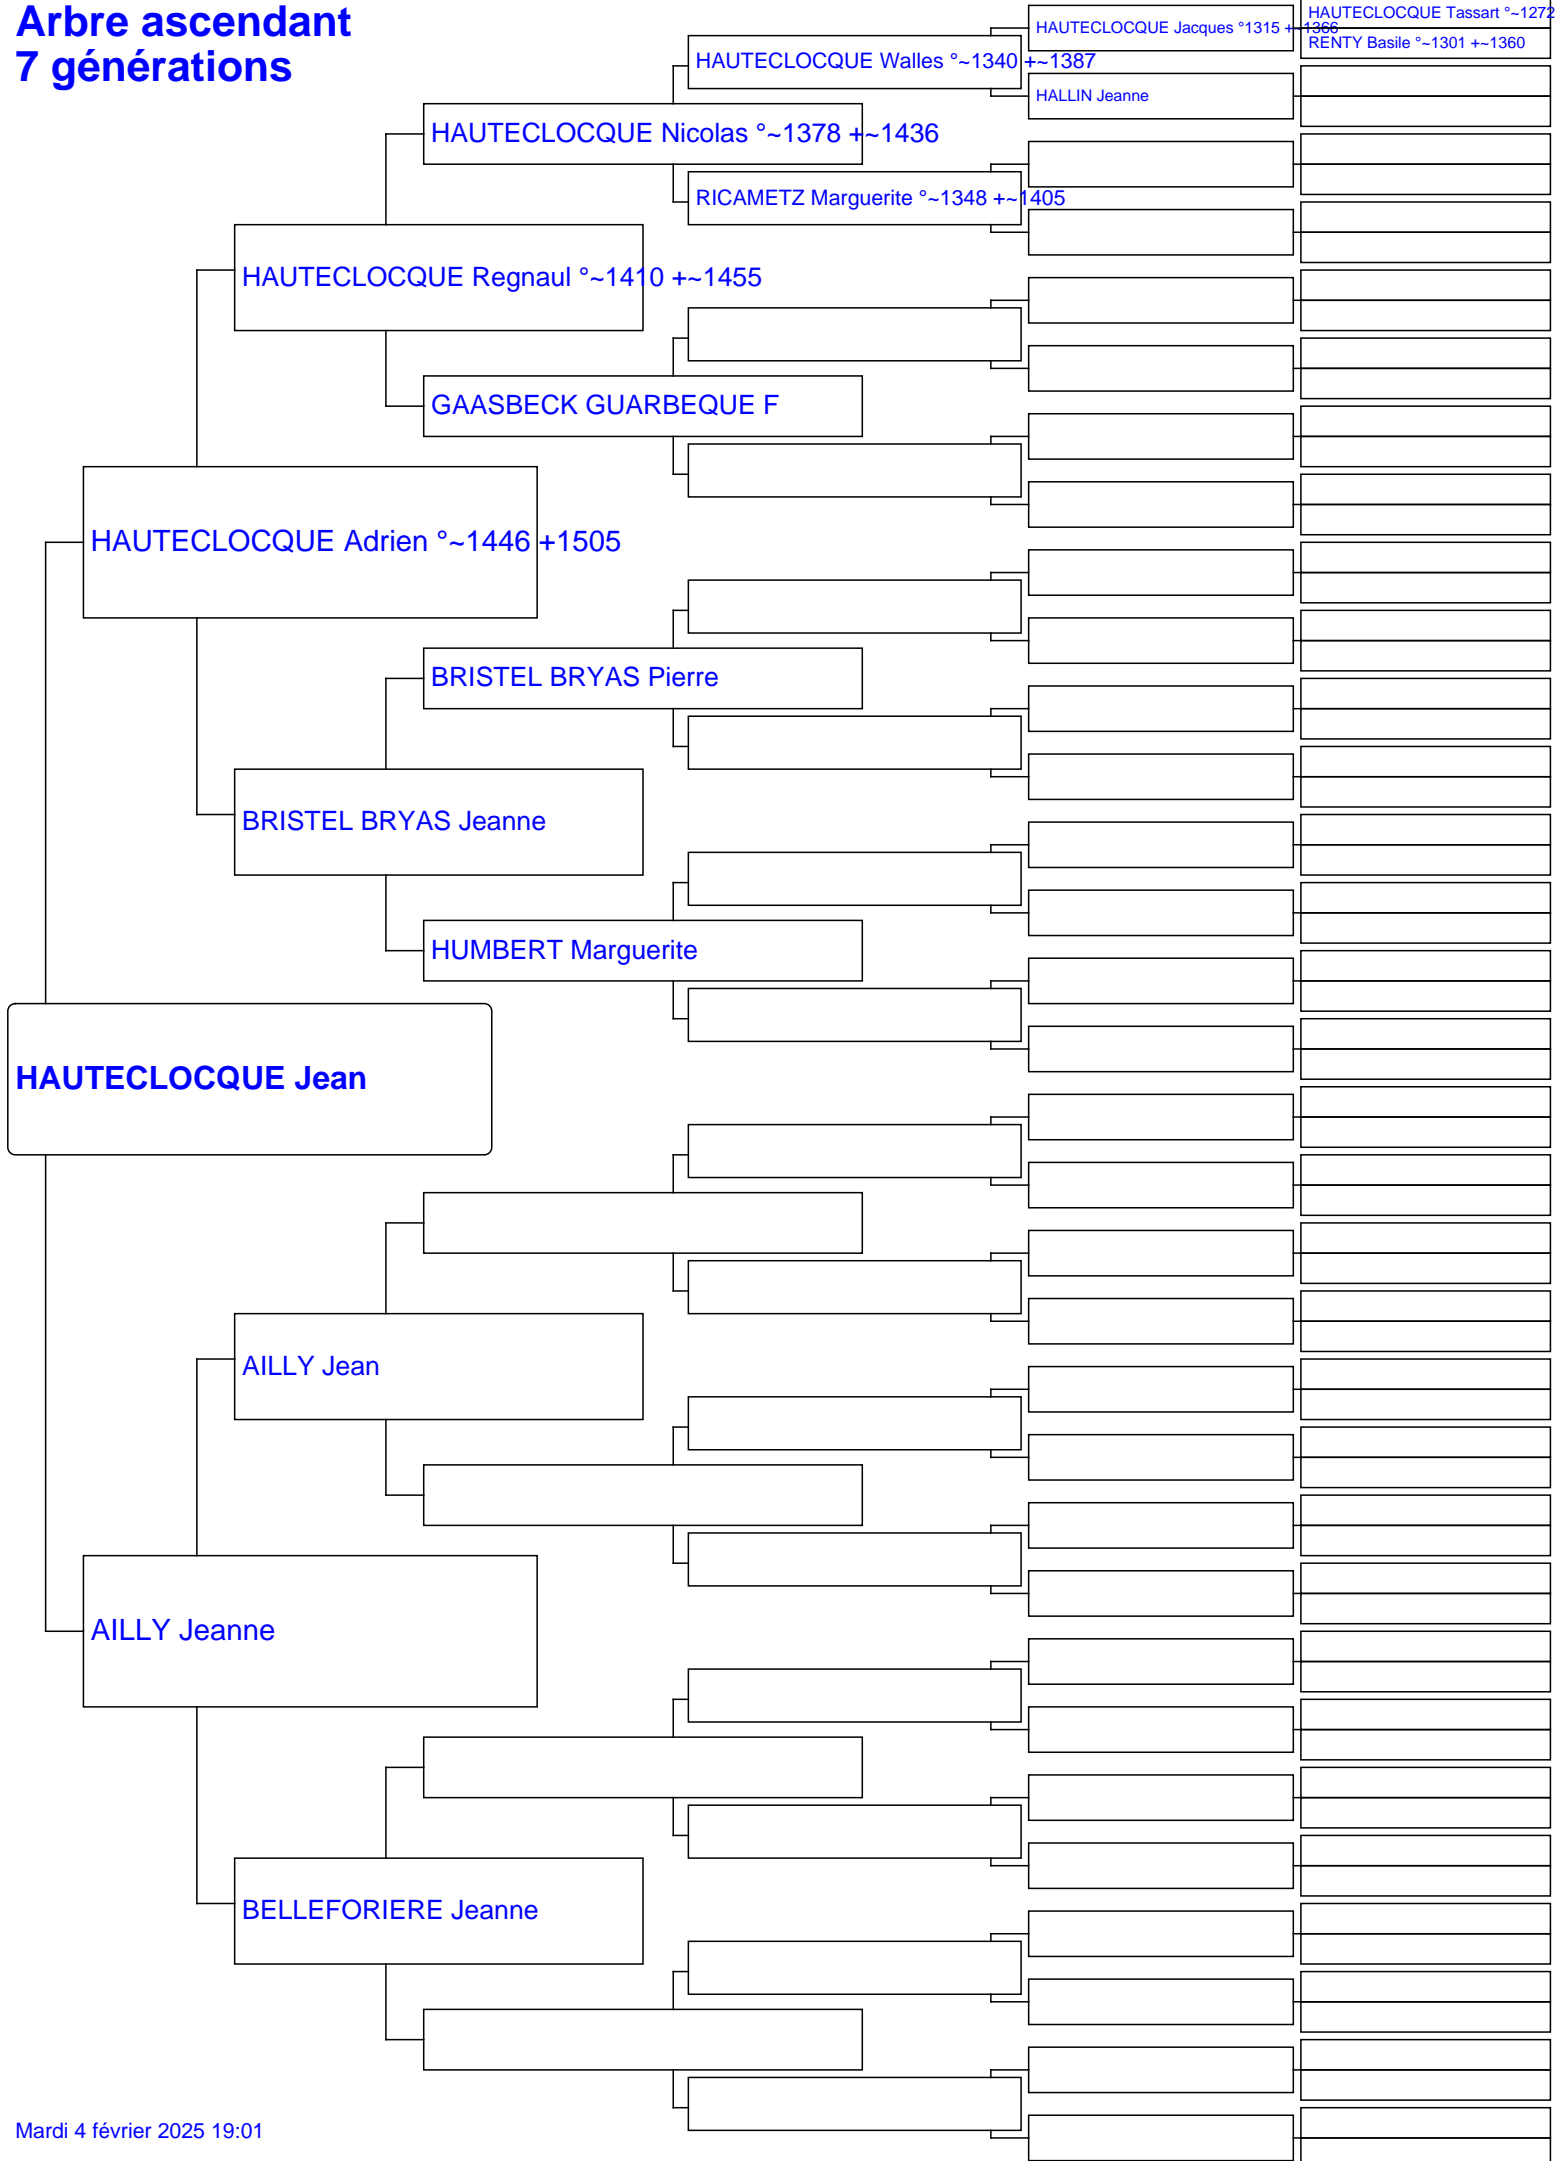 Arbre ascendant
7 générations
HAUTECLOCQUE Tassart °~1272
HAUTECLOCQUE Jacques °1315 +~1366
RENTY Basile °~1301 +~1360
HAUTECLOCQUE Walles °~1340 +~1387
HALLIN Jeanne
HAUTECLOCQUE Nicolas °~1378 +~1436
RICAMETZ Marguerite °~1348 +~1405
HAUTECLOCQUE Regnaul °~1410 +~1455
GAASBECK GUARBEQUE F
HAUTECLOCQUE Adrien °~1446 +1505
BRISTEL BRYAS Pierre
BRISTEL BRYAS Jeanne
HUMBERT Marguerite
HAUTECLOCQUE Jean
AILLY Jean
AILLY Jeanne
BELLEFORIERE Jeanne
Mardi 4 février 2025 19:01